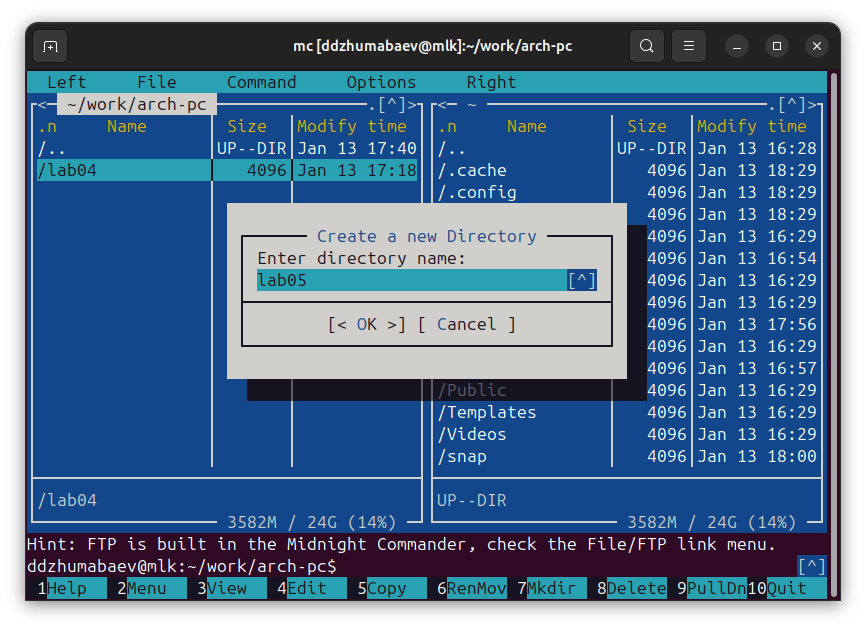 mc [ddzhumabaev@mlk]:~/work/arch-pc
Left File Command Options Right
<─ ~/work/arch-pc .[^]> <─ ~ .[^]>
.n Name Size Modify time .n Name Size Modify time
/.. UP--DIR Jan 13 17:40 /.. UP--DIR Jan 13 16:28
/lab04 4096 Jan 13 17:18 /.cache 4096 Jan 13 18:29
/.config 4096 Jan 13 18:29
4096 Jan 13 18:29
Create a new Directory 4096 Jan 13 16:29
Enter directory name: 4096 Jan 13 16:54
lab05 [^] 4096 Jan 13 16:29
4096 Jan 13 16:29
[< OK >] [ Cancel ] 4096 Jan 13 17:56
4096 Jan 13 16:29
4096 Jan 13 16:57
/Public 4096 Jan 13 16:29
/Templates 4096 Jan 13 16:29
/Videos 4096 Jan 13 16:29
/snap 4096 Jan 13 18:00
/lab04 UP--DIR
3582M / 24G (14%) 3582M / 24G (14%)
Hint: FTP is built in the Midnight Commander, check the File/FTP link menu.
ddzhumabaev@mlk:~/work/arch-pc$ [^]
1Help 2Menu 3View 4Edit 5Copy 6RenMov 7Mkdir 8Delete 9PullDn 10Quit